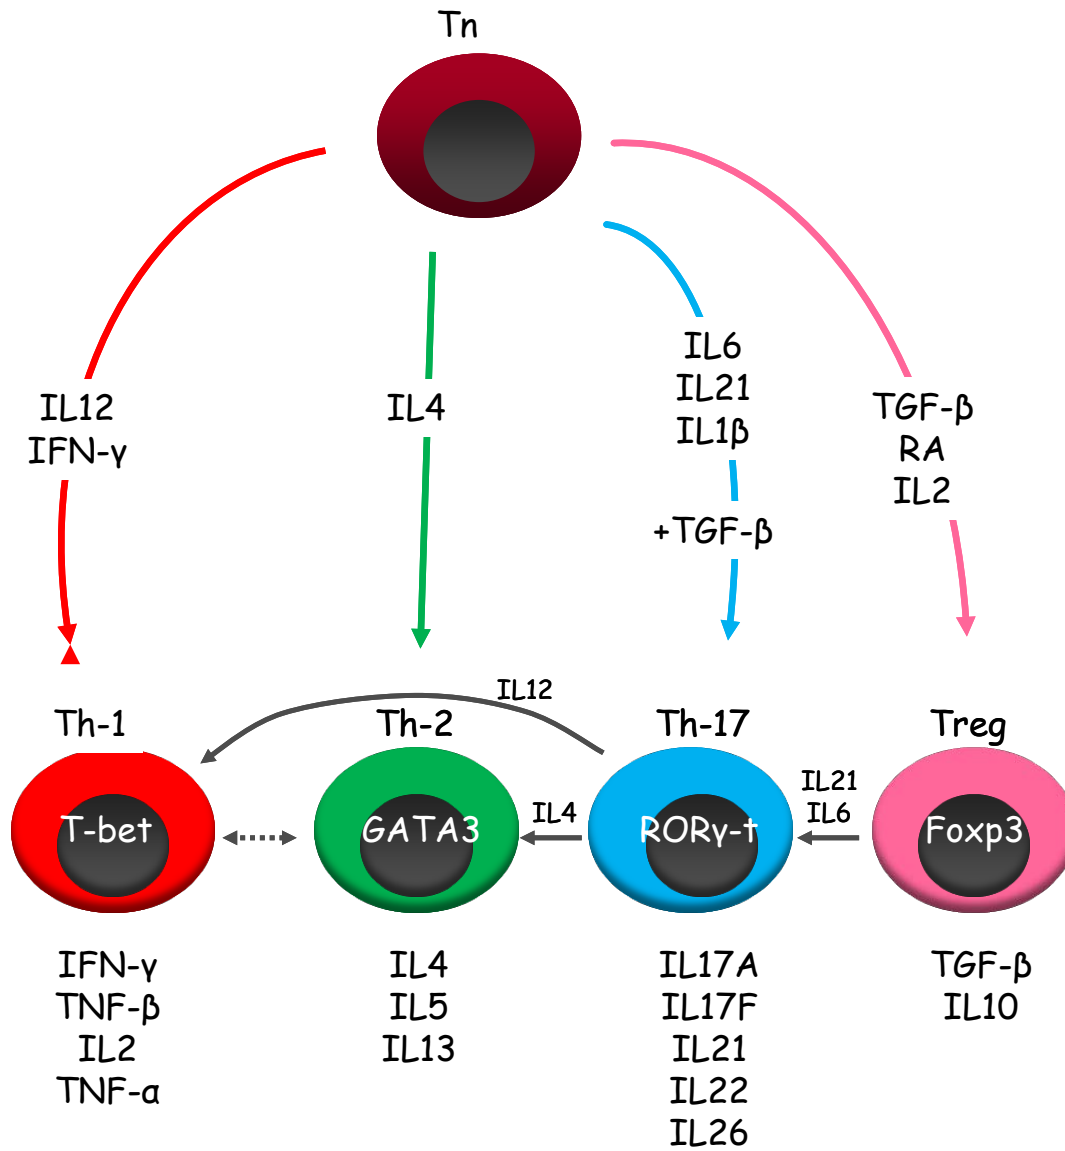 Tn
IL12
IFN-γ
IL4
IL6
IL21
IL1β
+TGF-β
TGF-β
RA
IL2
IL12
Th-1
Th-2
Th-17
Treg
T-bet
GATA3
IL4
RORγ-t
IL21
IL6
Foxp3
IFN-γ
TNF-β
IL2
TNF-α
IL4
IL5
IL13
IL17A
IL17F
IL21
IL22
IL26
TGF-β
IL10